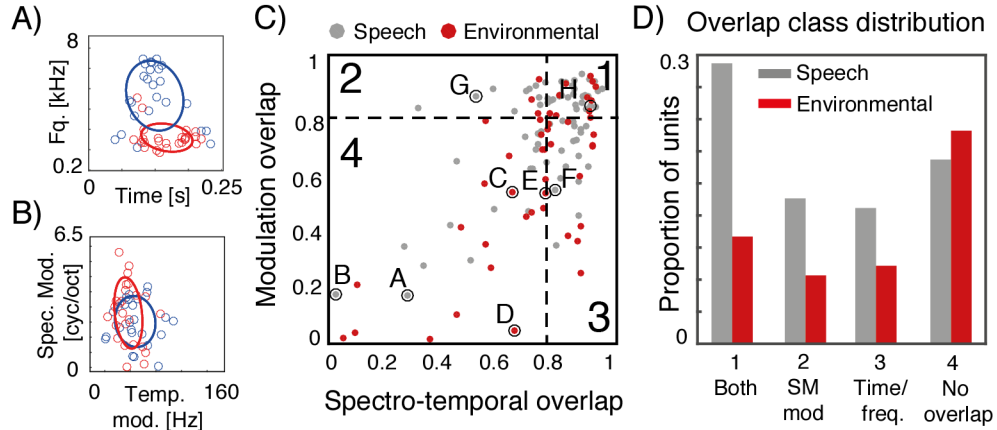 A)
8
Fq. [kHz]
0.2
0
Time [s]
0.25
B)
6.5
Spec. Mod.
[cyc/oct]
0
0
Temp.
mod. [Hz]
160
C)
Speech
Environmental
1
0.8
0.6
0.4
0.2
0
Modulation overlap
2
1
4
3
G
H
C
E
F
B
A
D
0
0.2
0.4
0.6
0.8
1
Spectro-temporal overlap
D)
Overlap class distribution
0.3
Speech
Environmental
Proportion of units
0
1
Both
2
SM
mod
3
Time/
freq.
4
No
overlap